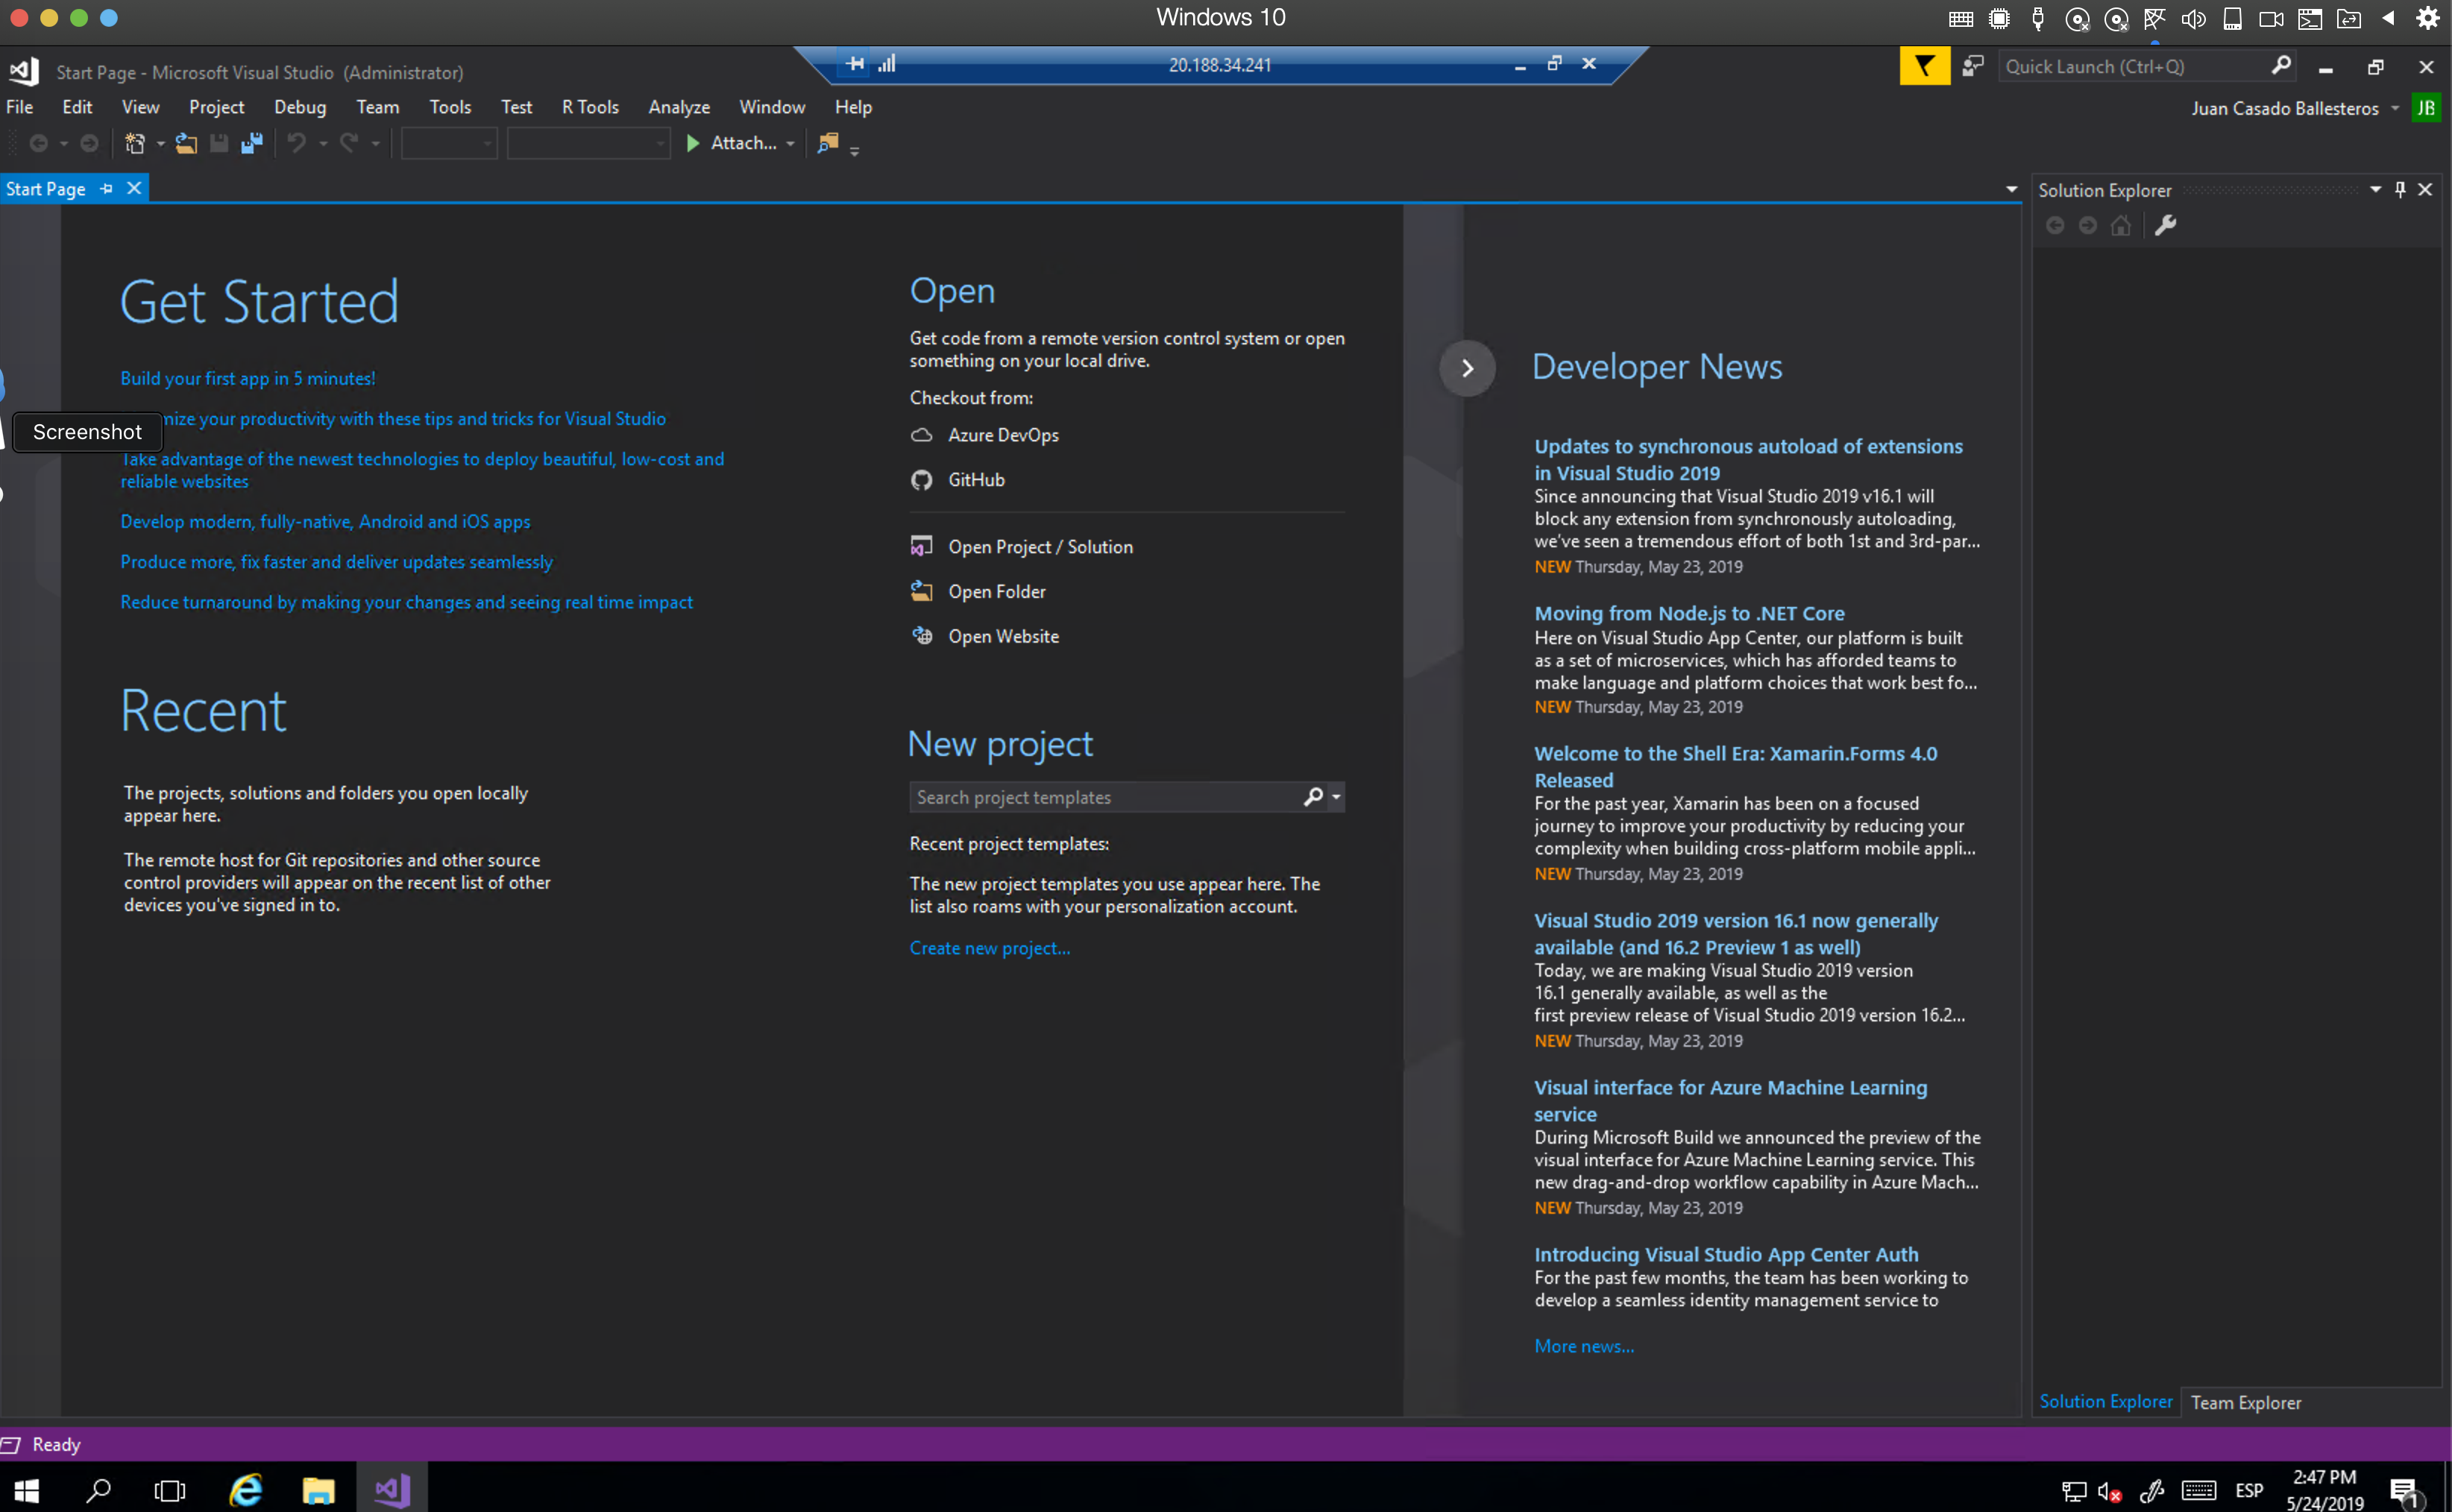 Windows 10
Start Page - Microsoft Visual Studio (Administrator)
20.188.34.241
Quick Launch (Ctrl+Q)
File Edit View Project Debug Team Tools Test R Tools Analyze Window Help
Juan Casado Ballesteros JB
Attach...
Start Page
Solution Explorer
Get Started
Build your first app in 5 minutes!
your productivity with these tips and tricks for Visual Studio
Screenshot
Take advantage of the newest technologies to deploy beautiful, low-cost and
reliable websites
Develop modern, fully-native, Android and iOS apps
Produce more, fix faster and deliver updates seamlessly
Reduce turnaround by making your changes and seeing real time impact
Recent
The projects, solutions and folders you open locally
appear here.
The remote host for Git repositories and other source
control providers will appear on the recent list of other
devices you've signed in to.
Open
Get code from a remote version control system or open
something on your local drive.
Checkout from:
Azure DevOps
GitHub
Open Project / Solution
Open Folder
Open Website
New project
Search project templates
Recent project templates:
The new project templates you use appear here. The
list also roams with your personalization account.
Create new project...
Developer News
Updates to synchronous autoload of extensions
in Visual Studio 2019
Since announcing that Visual Studio 2019 v16.1 will
block any extension from synchronously autoloading,
we've seen a tremendous effort of both 1st and 3rd-par...
NEW Thursday, May 23, 2019
Moving from Node.js to .NET Core
Here on Visual Studio App Center, our platform is built
as a set of microservices, which has afforded teams to
make language and platform choices that work best fo...
NEW Thursday, May 23, 2019
Welcome to the Shell Era: Xamarin.Forms 4.0
Released
For the past year, Xamarin has been on a focused
journey to improve your productivity by reducing your
complexity when building cross-platform mobile appli...
NEW Thursday, May 23, 2019
Visual Studio 2019 version 16.1 now generally
available (and 16.2 Preview 1 as well)
Today, we are making Visual Studio 2019 version
16.1 generally available, as well as the
first preview release of Visual Studio 2019 version 16.2...
NEW Thursday, May 23, 2019
Visual interface for Azure Machine Learning
service
During Microsoft Build we announced the preview of the
visual interface for Azure Machine Learning service. This
new drag-and-drop workflow capability in Azure Mach...
NEW Thursday, May 23, 2019
Introducing Visual Studio App Center Auth
For the past few months, the team has been working to
develop a seamless identity management service to
More news...
Solution Explorer Team Explorer
Ready
ESP
2:47 PM
5/24/2019
1